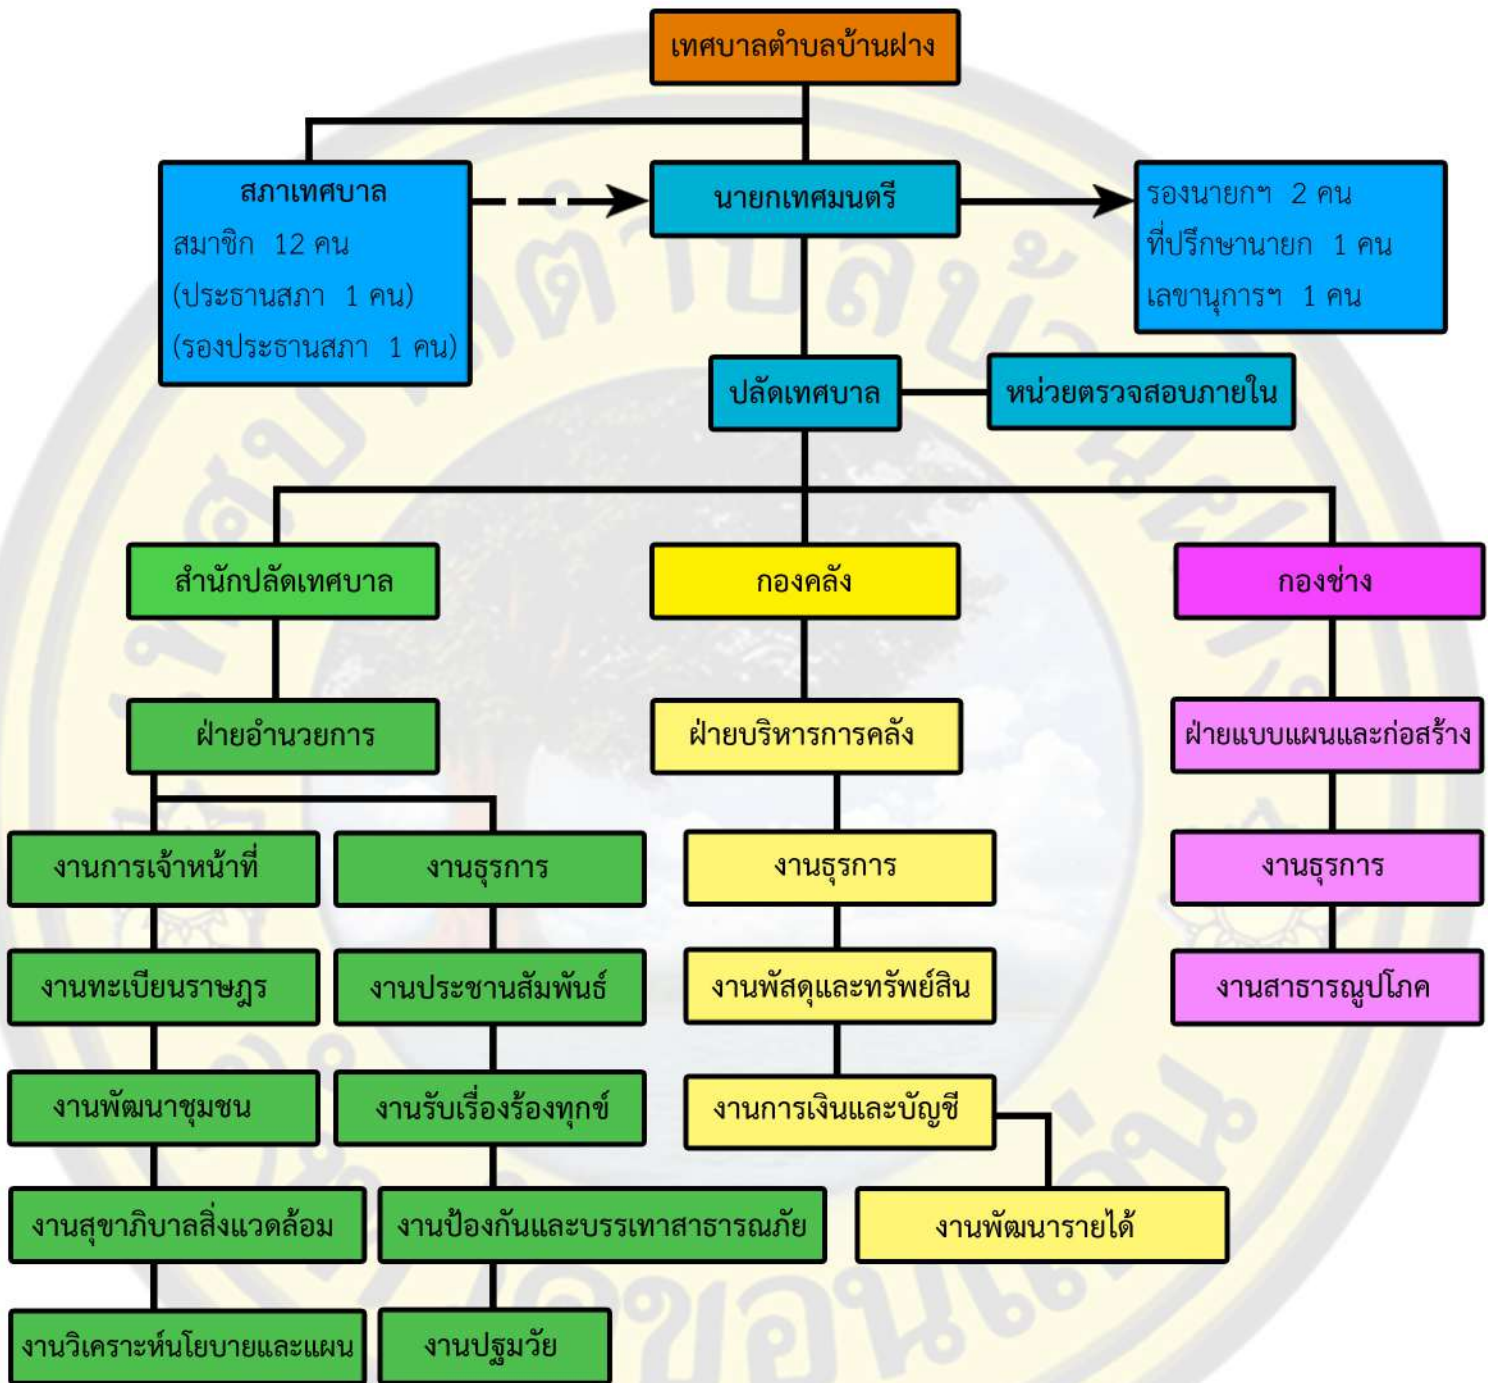 เทศบาลตำบลบ้านฝาง
สภาเทศบาล
สมาชิก 12 คน
(ประธานสภา 1 คน)
(รองประธานสภา 1 คน)
นายกเทศมนตรี
รองนายกฯ 2 คน
ที่ปรึกษานายก 1 คน
เลขานุการฯ 1 คน
ปลัดเทศบาล
หน่วยตรวจสอบภายใน
สำนักปลัดเทศบาล
กองคลัง
กองช่าง
ฝ่ายอำนวยการ
ฝ่ายบริหารการคลัง
ฝ่ายแบบแผนและก่อสร้าง
งานการเจ้าหน้าที่
งานธุรการ
งานธุรการ
งานธุรการ
งานทะเบียนราษฎร
งานประชานสัมพันธ์
งานพัสดุและทรัพย์สิน
งานสาธารณูปโภค
งานพัฒนาชุมชน
งานรับเรื่องร้องทุกข์
งานการเงินและบัญชี
งานสุขาภิบาลสิ่งแวดล้อม
งานป้องกันและบรรเทาสาธารณภัย
งานพัฒนารายได้
งานวิเคราะห์นโยบายและแผน
งานปฐมวัย
เทศบาลตำบลบ้านฝาง